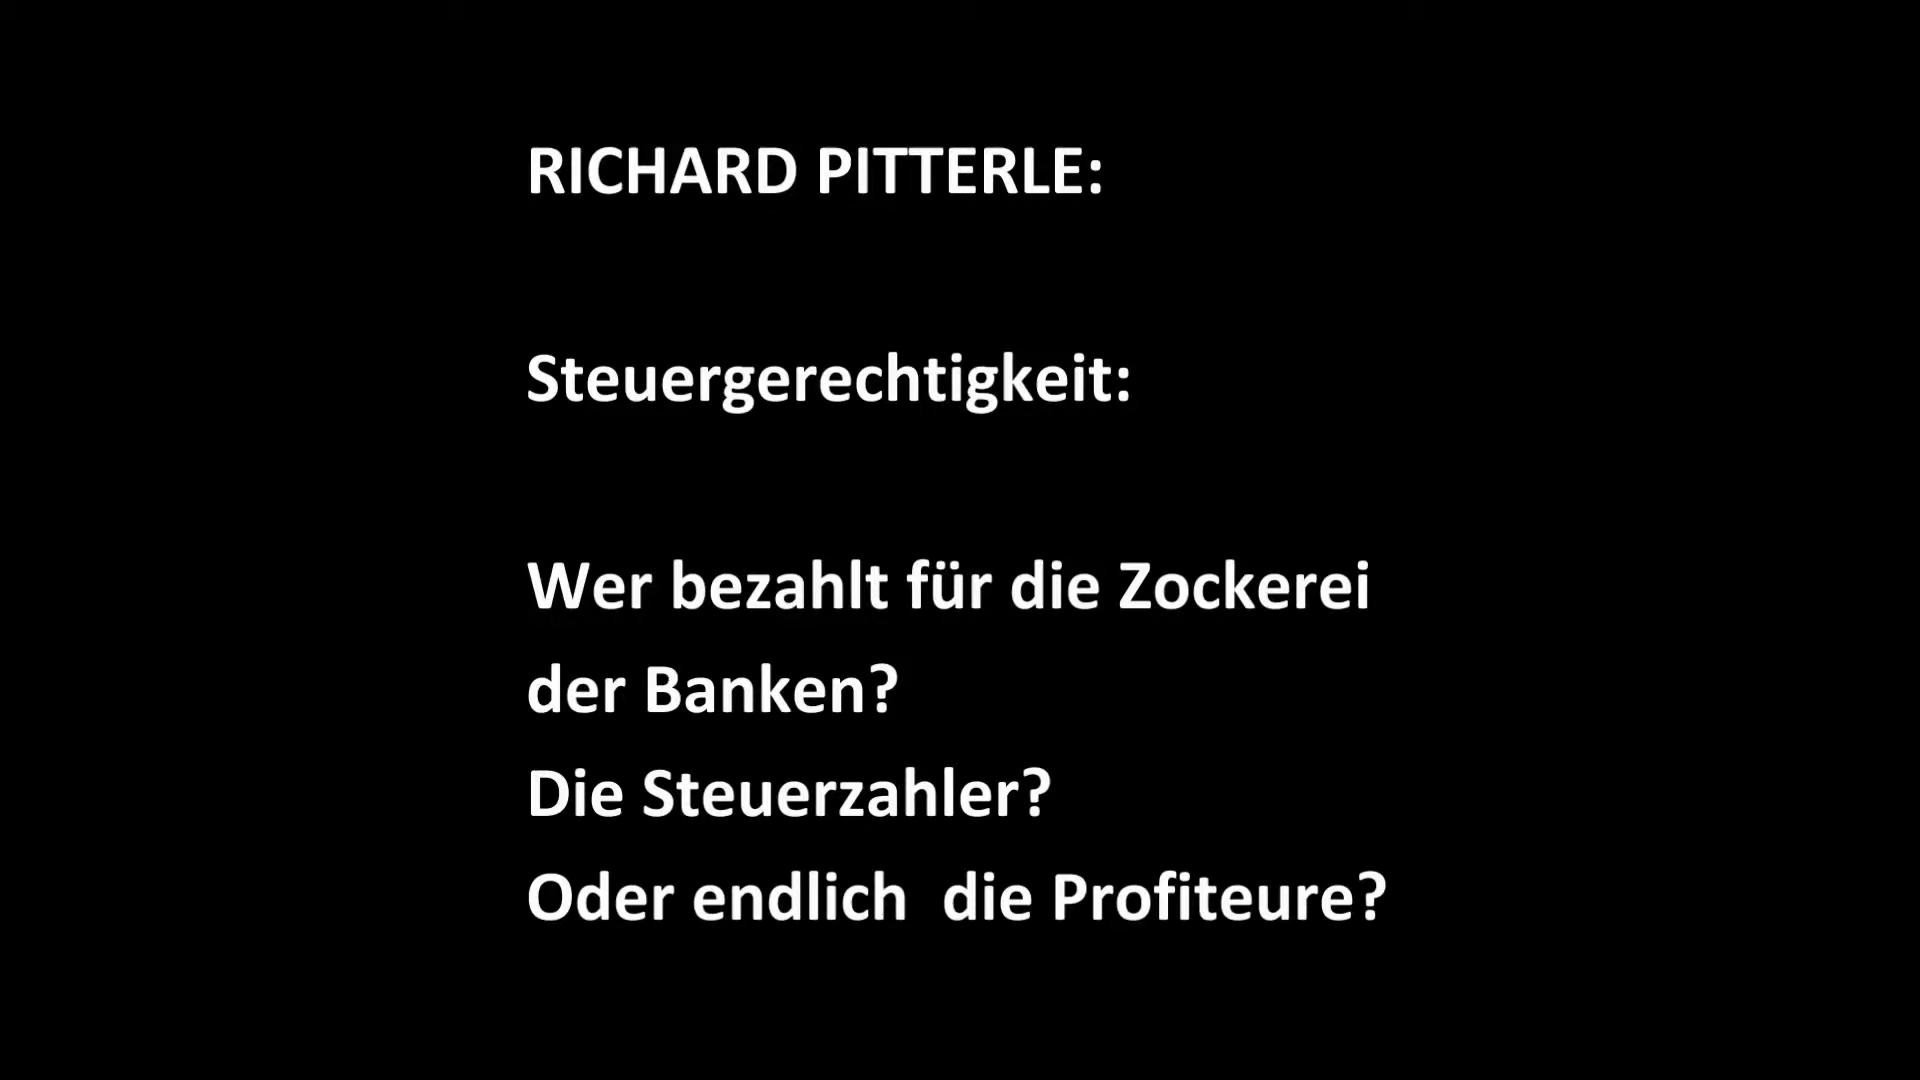 RICHARD PITTERLE:
Steuergerechtigkeit:
Wer bezahlt für die Zockerei
der Banken?
Die Steuerzahler?
Oder endlich  die Profiteure?